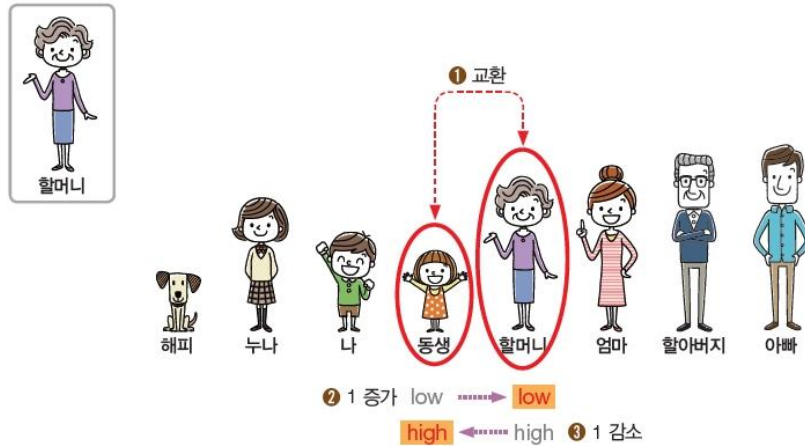 할머니
❶ 교환
해피 누나 나 동생 할머니 엄마 할아버지 아빠
❷ 1 증가 low low
high high ❸ 1 감소